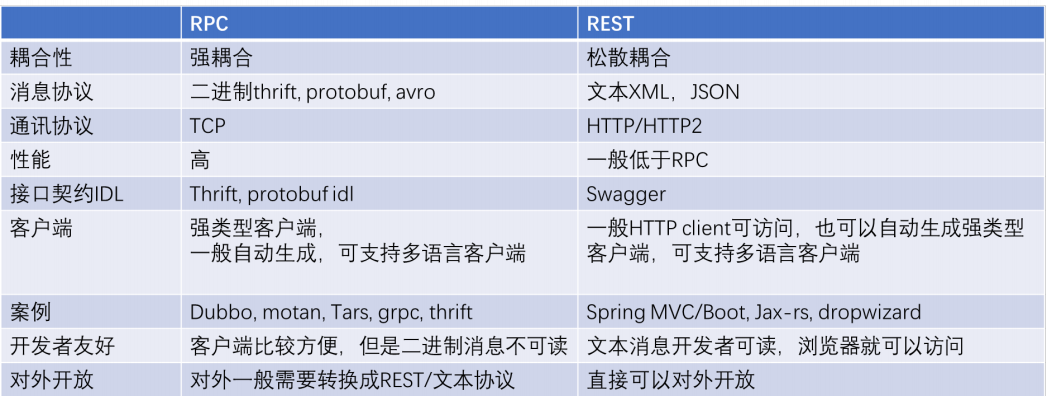 RPC REST
耦合性 强耦合 松散耦合
消息协议 二进制thrift, protobuf, avro 文本XML，JSON
通讯协议 TCP HTTP/HTTP2
性能 高 一般低于RPC
接口契约IDL Thrift, protobuf idl Swagger
客户端 强类型客户端， 一般HTTP client可访问，也可以自动生成强类型
一般自动生成，可支持多语言客户端 客户端，可支持多语言客户端
案例 Dubbo, motan, Tars, grpc, thrift Spring MVC/Boot, Jax-rs, dropwizard
开发者友好 客户端比较方便，但是二进制消息不可读 文本消息开发者可读，浏览器就可以访问
对外开放 对外一般需要转换成REST/文本协议 直接可以对外开放